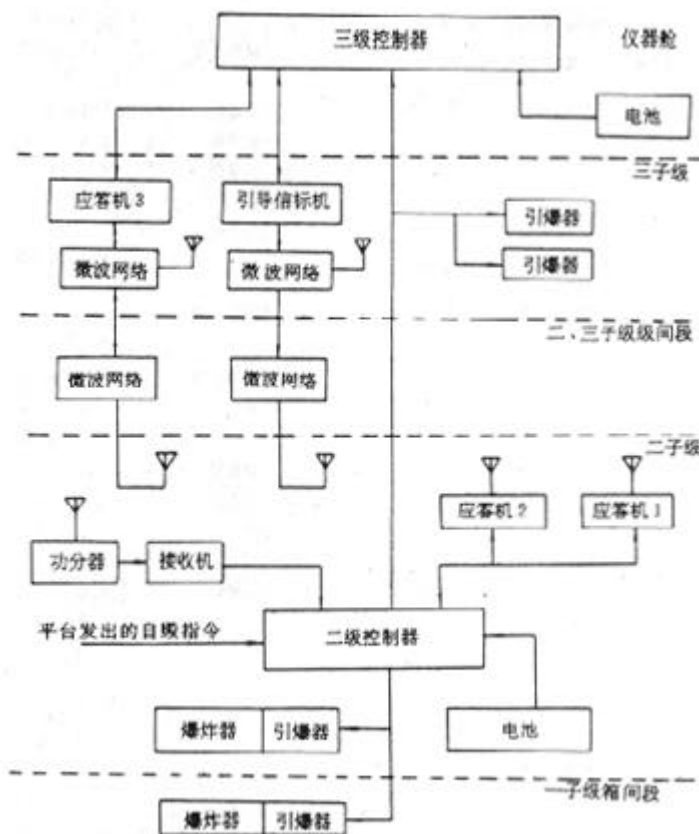 三级控制器
仪器舱
电池
三子级
应答机3
引导信标机
引爆器
微波网络
微波网络
引爆器
二、三子级级间段
微波网络
微波网络
二子级
应答机2
应答机1
功分器
接收机
平台发出的自毁指令
二级控制器
爆炸器
引爆器
电池
一子级箱间段
爆炸器
引爆器